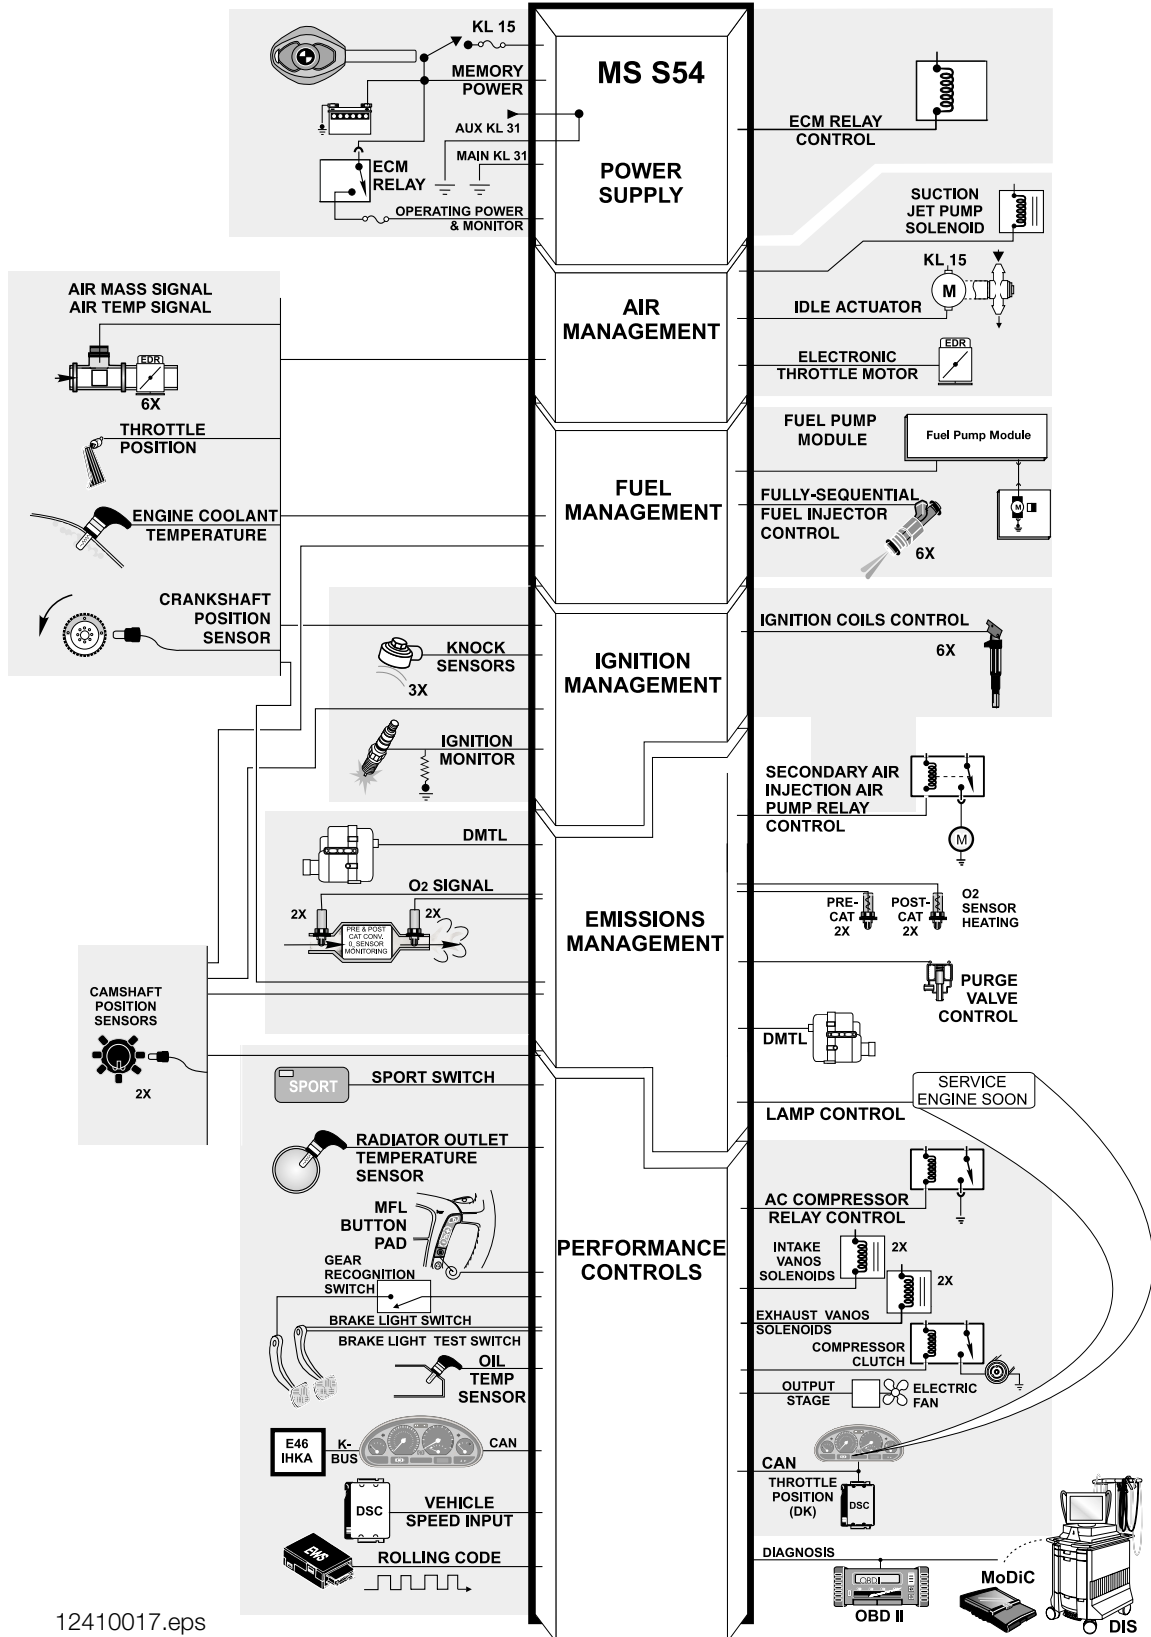 KL 15
MEMORY
POWER
AUX KL 31
MAIN KL 31
ECM
RELAY
OPERATING POWER
& MONITOR
MS S54
POWER
SUPPLY
ECM RELAY
CONTROL
SUCTION
JET PUMP
SOLENOID
KL 15
M
IDLE ACTUATOR
EDR
ELECTRONIC
THROTTLE MOTOR
AIR
MANAGEMENT
AIR MASS SIGNAL
AIR TEMP SIGNAL
EDR
6X
THROTTLE
POSITION
ENGINE COOLANT
TEMPERATURE
CRANKSHAFT
POSITION
SENSOR
FUEL
MANAGEMENT
FUEL PUMP
MODULE
Fuel Pump Module
M
FULLY-SEQUENTIAL
FUEL INJECTOR
CONTROL
6X
KNOCK
SENSORS
3X
IGNITION
MONITOR
IGNITION
MANAGEMENT
IGNITION COILS CONTROL
6X
SECONDARY AIR
INJECTION AIR
PUMP RELAY
CONTROL
M
DMTL
O2 SIGNAL
2X
2X
PRE & POST
CAT CONV.
02 SENSOR
MONITORING
EMISSIONS
MANAGEMENT
PRE-
CAT
2X
POST-
CAT
2X
O2
SENSOR
HEATING
PURGE
VALVE
CONTROL
DMTL
CAMSHAFT
POSITION
SENSORS
2X
SERVICE
ENGINE SOON
LAMP CONTROL
SPORT
SPORT SWITCH
RADIATOR OUTLET
TEMPERATURE
SENSOR
MFL
BUTTON
PAD
GEAR
RECOGNITION
SWITCH
BRAKE LIGHT SWITCH
BRAKE LIGHT TEST SWITCH
OIL
TEMP
SENSOR
E46
IHKA
K-
BUS
CAN
DSC
VEHICLE
SPEED INPUT
EWS
ROLLING CODE
PERFORMANCE
CONTROLS
AC COMPRESSOR
RELAY CONTROL
INTAKE
VANOS
SOLENOIDS
2X
2X
EXHAUST VANOS
SOLENOIDS
COMPRESSOR
CLUTCH
OUTPUT
STAGE
ELECTRIC
FAN
CAN
THROTTLE
POSITION
(DK)
DSC
DIAGNOSIS
OBD II
OBD II
MoDiC
DIS
12410017.eps